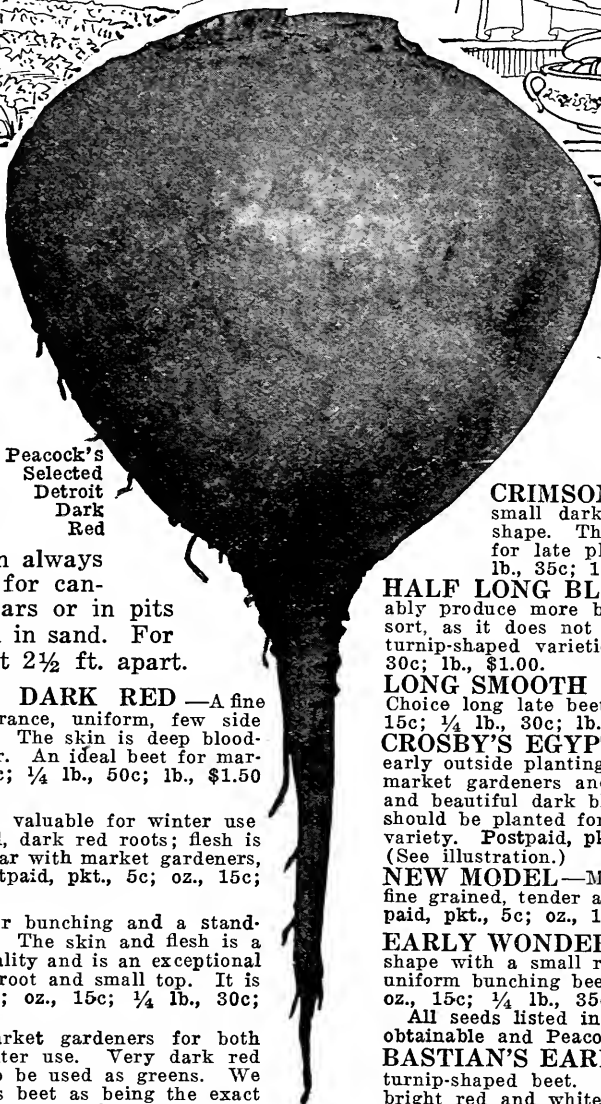 Peacock's
Selected
Detroit
Dark
Red
always
for can-
ars or in pits
in sand. For
2½ ft. apart.
DARK RED —A fine
rance, uniform, few side
The skin is deep blood-
An ideal beet for mar-
c; ¼ lb., 50c; lb., $1.50
valuable for winter use
dark red roots; flesh is
ar with market gardeners,
tpaid, pkt., 5c; oz., 15c;
r bunching and a stand-
The skin and flesh is a
ality and is an exceptional
root and small top. It is
; oz., 15c; ¼ lb., 30c;
arket gardeners for both
ter use. Very dark red
be used as greens. We
s beet as being the exact
CRIMSON
small dark
shape. Th
for late pl
lb., 35c; 1
HALF LONG BL
ably produce more b
sort, as it does not
turnip-shaped varieti
30c; lb., $1.00.
LONG SMOOTH
Choice long late beet
15c; ¼ lb., 30c; lb.
CROSBY'S EGYP
early outside planting
market gardeners an
and beautiful dark b
should be planted for
variety. Postpaid, pk
(See illustration.)
NEW MODEL—M
fine grained, tender a
paid, pkt., 5c; oz., 1
EARLY WONDER
shape with a small r
uniform bunching bee
oz., 15c; ¼ lb., 35
All seeds listed in
obtainable and Peaco
BASTIAN'S EAR
turnip-shaped beet.
bright red and white